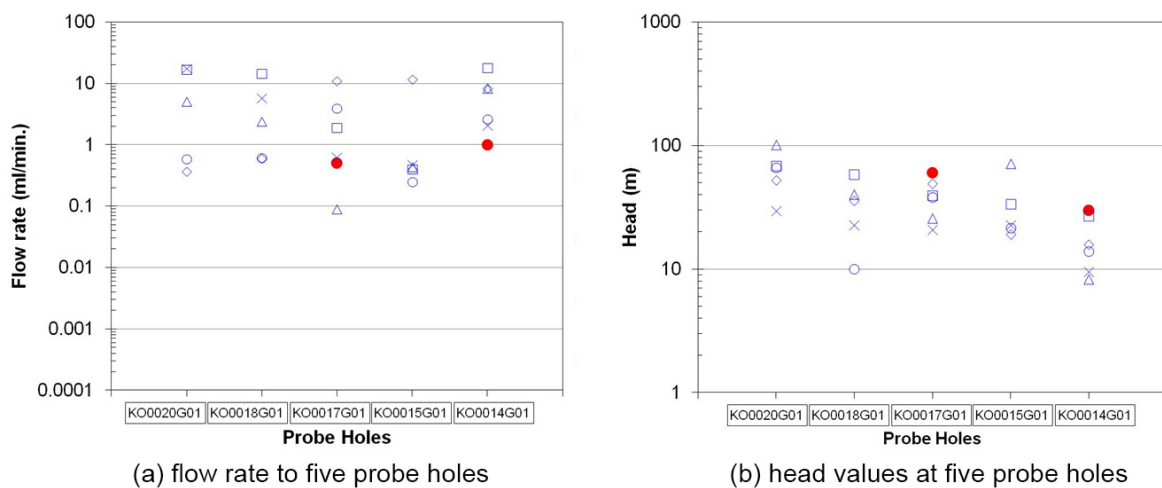 100
10
1
0.1
0.01
0.001
0.0001
Flow rate (ml/min.)
KO0020G01 KO0018G01 KO0017G01 KO0015G01 KO0014G01
Probe Holes
(a) flow rate to five probe holes
1000
100
10
1
Head (m)
KO0020G01 KO0018G01 KO0017G01 KO0015G01 KO0014G01
Probe Holes
(b) head values at five probe holes